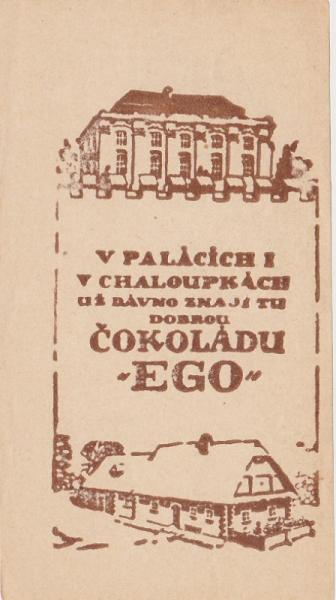 V PALÁCÍCH I
V CHALOUPKÁCH
UŽ DÁVNO ZNAJÍ TU
DOBROU
ČOKOLÁDU
„EGO“